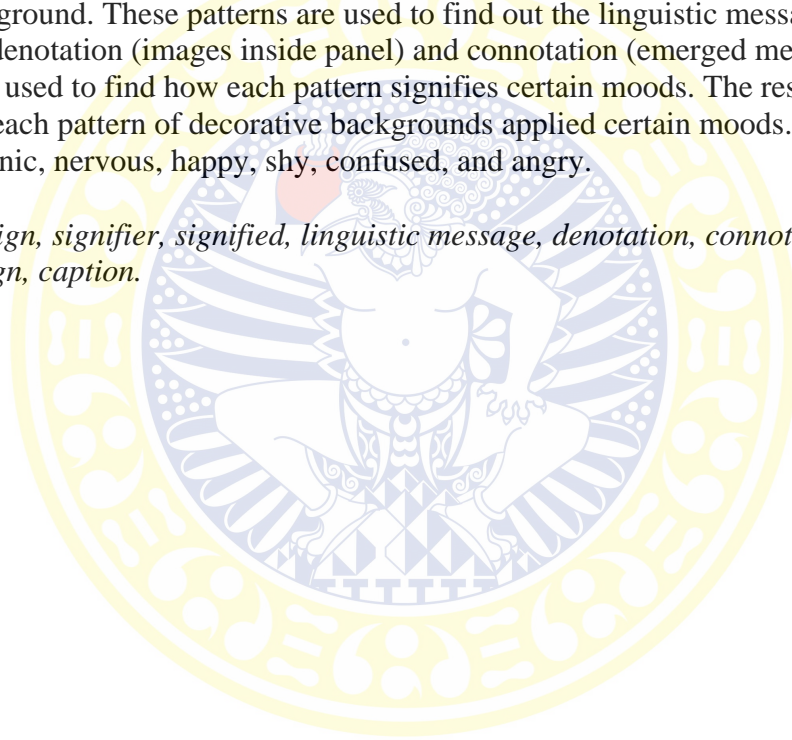 ground. These patterns are used to find out the linguistic messa
denotation (images inside panel) and connotation (emerged me
used to find how each pattern signifies certain moods. The res
each pattern of decorative backgrounds applied certain moods.
nic, nervous, happy, shy, confused, and angry.
ign, signifier, signified, linguistic message, denotation, connot
gn, caption.